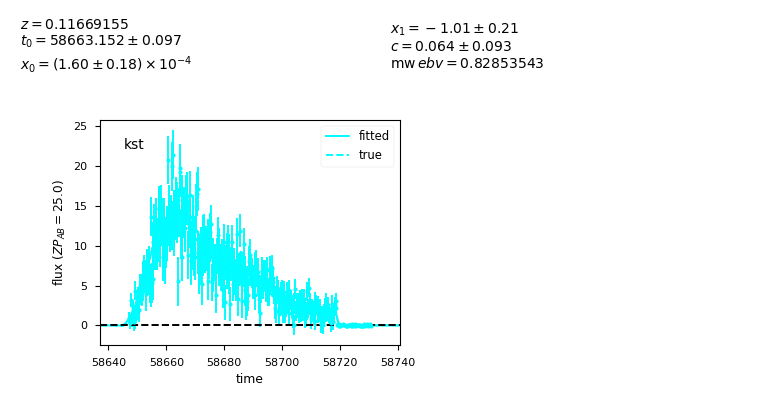 z = 0.11669155
t₀ = 58663.152 ± 0.097
x₀ = (1.60 ± 0.18) × 10⁻⁴
x₁ = −1.01 ± 0.21
c = 0.064 ± 0.093
mw ebv = 0.82853543
kst
fitted
true
flux (ZP_AB = 25.0)
25
20
15
10
5
0
58640 58660 58680 58700 58720 58740
time